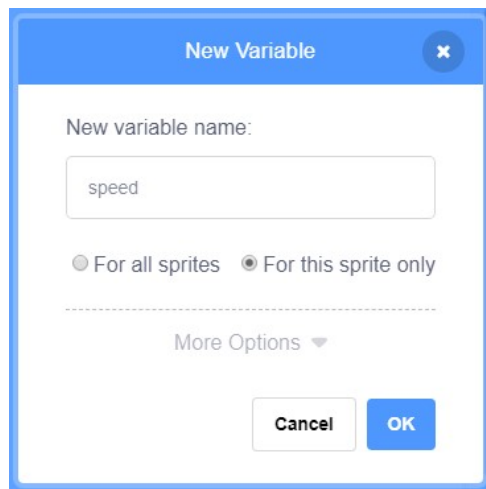 New Variable
New variable name:
speed
For all sprites For this sprite only
More Options
Cancel OK